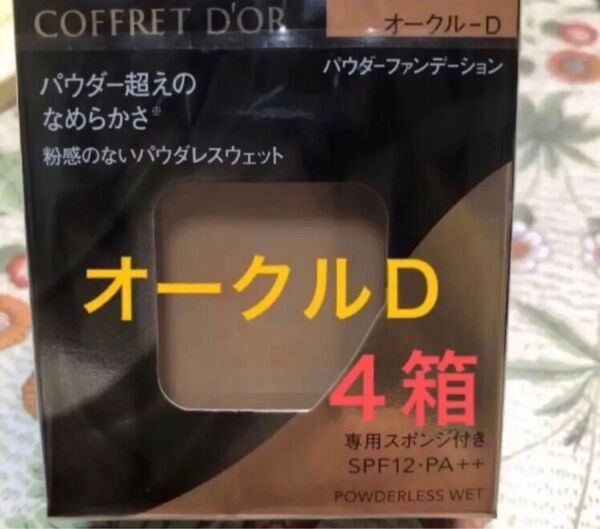 COFFRET D'OR
オークル-D
パウダーファンデーション
パウダー超えの
なめらかさ※
粉感のないパウダレスウェット
オークルD
4箱
専用スポンジ付き
SPF12・PA++
POWDERLESS WET